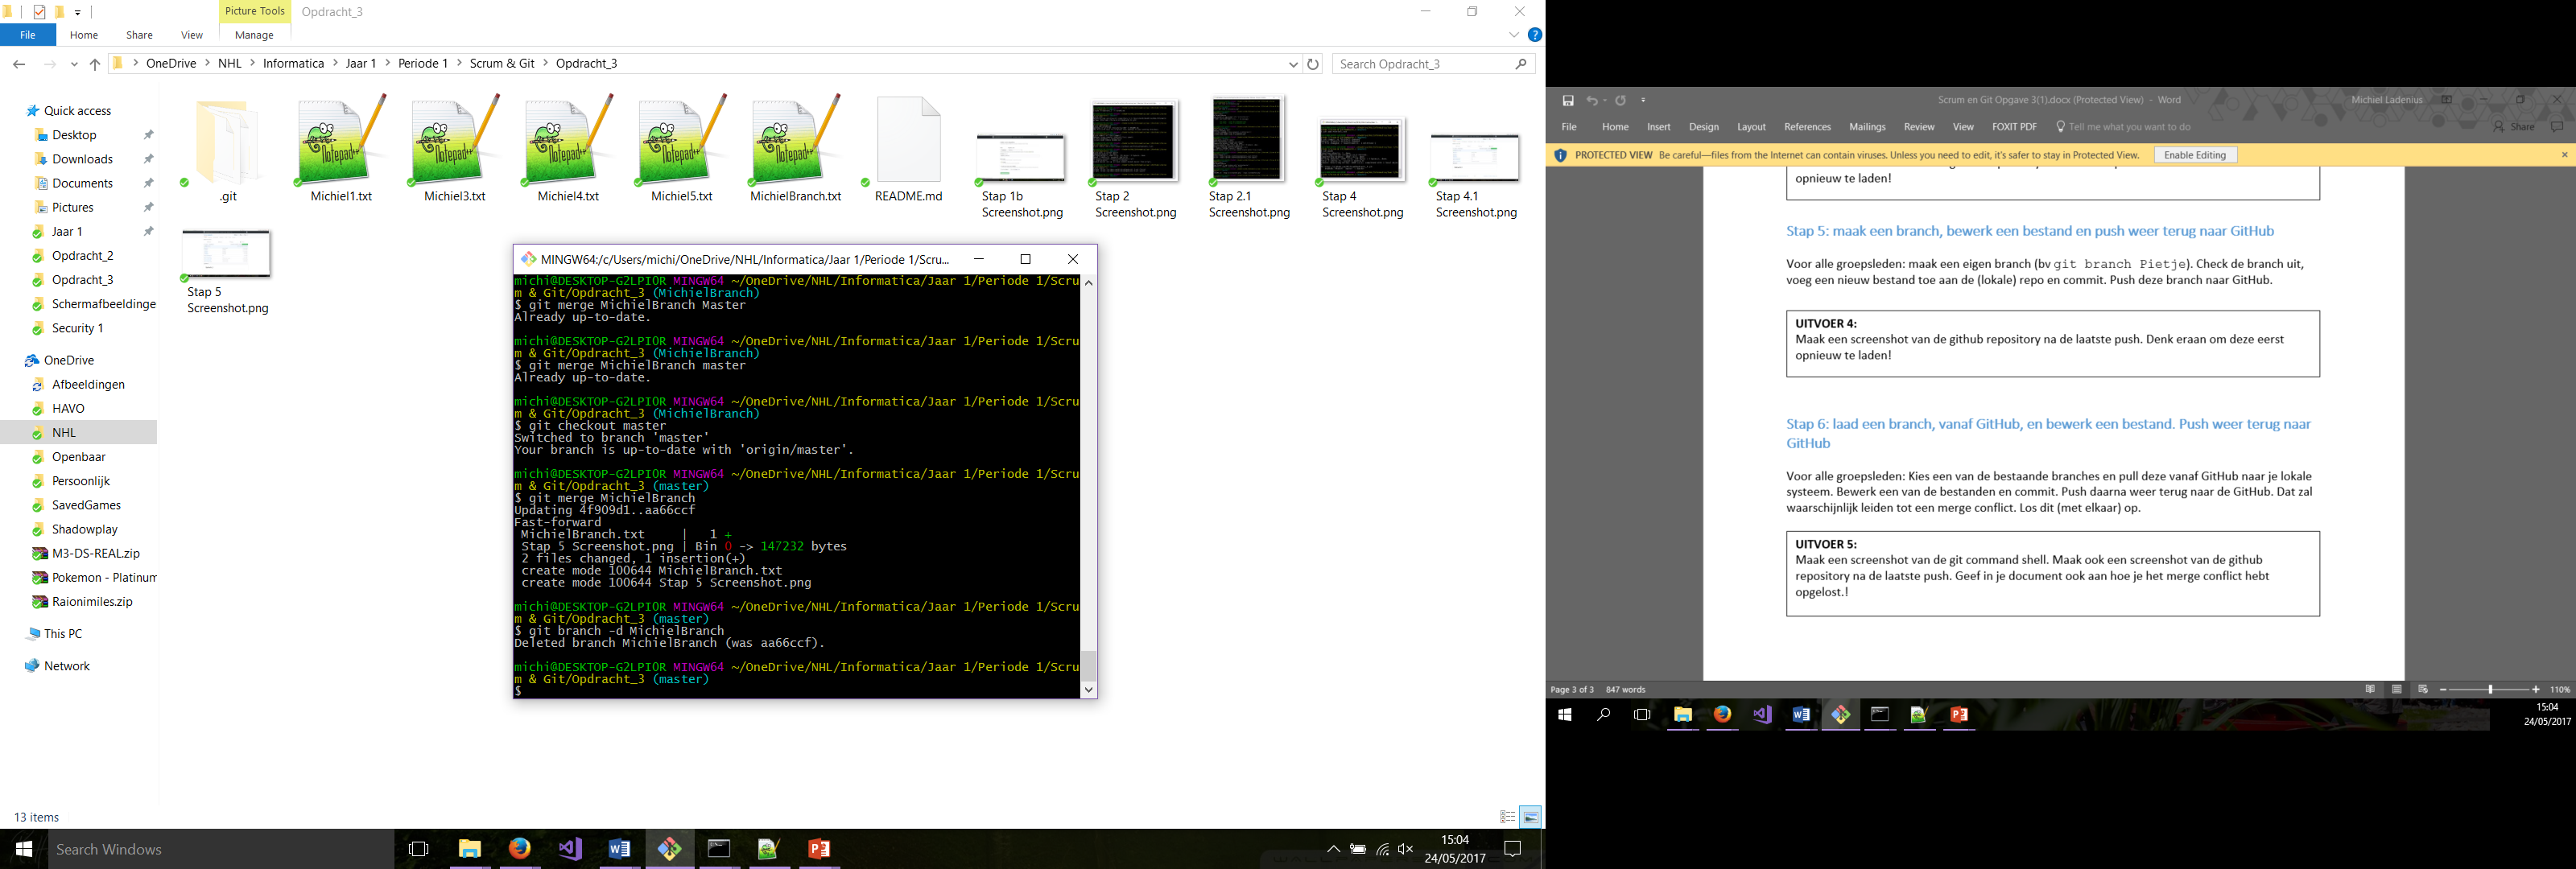 Picture Tools
Opdracht_3
File
Home
Share
View
Manage
OneDrive
NHL
Informatica
Jaar 1
Periode 1
Scrum & Git
Opdracht_3
Search Opdracht_3
Quick access
Desktop
Downloads
Documents
Pictures
Jaar 1
Opdracht_2
Opdracht_3
Schermafbeeldinge
Security 1
OneDrive
Afbeeldingen
HAVO
NHL
Openbaar
Persoonlijk
SavedGames
Shadowplay
M3-DS-REAL.zip
Pokemon - Platinum
Raionimiles.zip
This PC
Network
.git
Michiel1.txt
Michiel3.txt
Michiel4.txt
Michiel5.txt
MichielBranch.txt
README.md
Stap 1b Screenshot.png
Stap 2 Screenshot.png
Stap 2.1 Screenshot.png
Stap 4 Screenshot.png
Stap 4.1 Screenshot.png
Stap 5 Screenshot.png
13 items
MINGW64:/c/Users/michi/OneDrive/NHL/Informatica/Jaar 1/Periode 1/Scru...
michi@DESKTOP-G2LPIOR MINGW64 ~/OneDrive/NHL/Informatica/Jaar 1/Periode 1/Scru
m & Git/Opdracht_3 (MichielBranch)
$ git merge MichielBranch Master
Already up-to-date.
michi@DESKTOP-G2LPIOR MINGW64 ~/OneDrive/NHL/Informatica/Jaar 1/Periode 1/Scru
m & Git/Opdracht_3 (MichielBranch)
$ git merge MichielBranch master
Already up-to-date.
michi@DESKTOP-G2LPIOR MINGW64 ~/OneDrive/NHL/Informatica/Jaar 1/Periode 1/Scru
m & Git/Opdracht_3 (MichielBranch)
$ git checkout master
Switched to branch 'master'
Your branch is up-to-date with 'origin/master'.
michi@DESKTOP-G2LPIOR MINGW64 ~/OneDrive/NHL/Informatica/Jaar 1/Periode 1/Scru
m & Git/Opdracht_3 (master)
$ git merge MichielBranch
Updating 4f909d1..aa66ccf
Fast-forward
MichielBranch.txt | 1 +
Stap 5 Screenshot.png | Bin 0 -> 147232 bytes
2 files changed, 1 insertion(+)
create mode 100644 MichielBranch.txt
create mode 100644 Stap 5 Screenshot.png
michi@DESKTOP-G2LPIOR MINGW64 ~/OneDrive/NHL/Informatica/Jaar 1/Periode 1/Scru
m & Git/Opdracht_3 (master)
$ git branch -d MichielBranch
Deleted branch MichielBranch (was aa66ccf).
michi@DESKTOP-G2LPIOR MINGW64 ~/OneDrive/NHL/Informatica/Jaar 1/Periode 1/Scru
m & Git/Opdracht_3 (master)
$
Search Windows
15:04
24/05/2017
Scrum en Git Opgave 3(1).docx (Protected View) - Word
Michiel Ladenius
File
Home
Insert
Design
Layout
References
Mailings
Review
View
FOXIT PDF
Tell me what you want to do
Share
PROTECTED VIEW Be careful—files from the Internet can contain viruses. Unless you need to edit, it's safer to stay in Protected View.
Enable Editing
opnieuw te laden!
Stap 5: maak een branch, bewerk een bestand en push weer terug naar GitHub
Voor alle groepsleden: maak een eigen branch (bv git branch Pietje). Check de branch uit,
voeg een nieuw bestand toe aan de (lokale) repo en commit. Push deze branch naar GitHub.
UITVOER 4:
Maak een screenshot van de github repository na de laatste push. Denk eraan om deze eerst
opnieuw te laden!
Stap 6: laad een branch, vanaf GitHub, en bewerk een bestand. Push weer terug naar
GitHub
Voor alle groepsleden: Kies een van de bestaande branches en pull deze vanaf GitHub naar je lokale
systeem. Bewerk een van de bestanden en commit. Push daarna weer terug naar de GitHub. Dat zal
waarschijnlijk leiden tot een merge conflict. Los dit (met elkaar) op.
UITVOER 5:
Maak een screenshot van de git command shell. Maak ook een screenshot van de github
repository na de laatste push. Geef in je document ook aan hoe je het merge conflict hebt
opgelost.!
Page 3 of 3 847 words
110%
15:04
24/05/2017